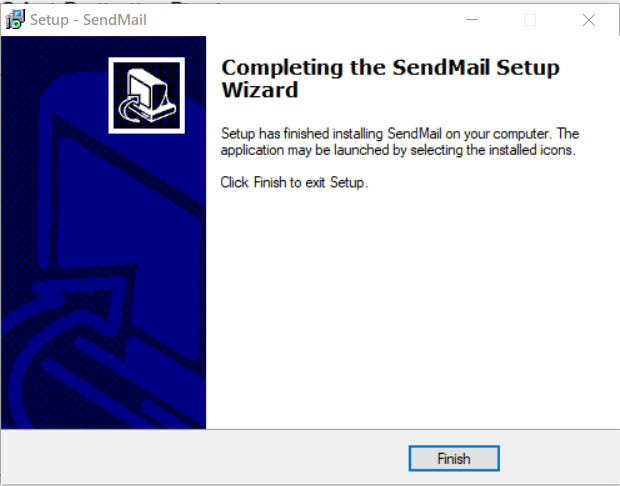 Setup - SendMail
Completing the SendMail Setup
Wizard
Setup has finished installing SendMail on your computer. The
application may be launched by selecting the installed icons.
Click Finish to exit Setup.
Finish